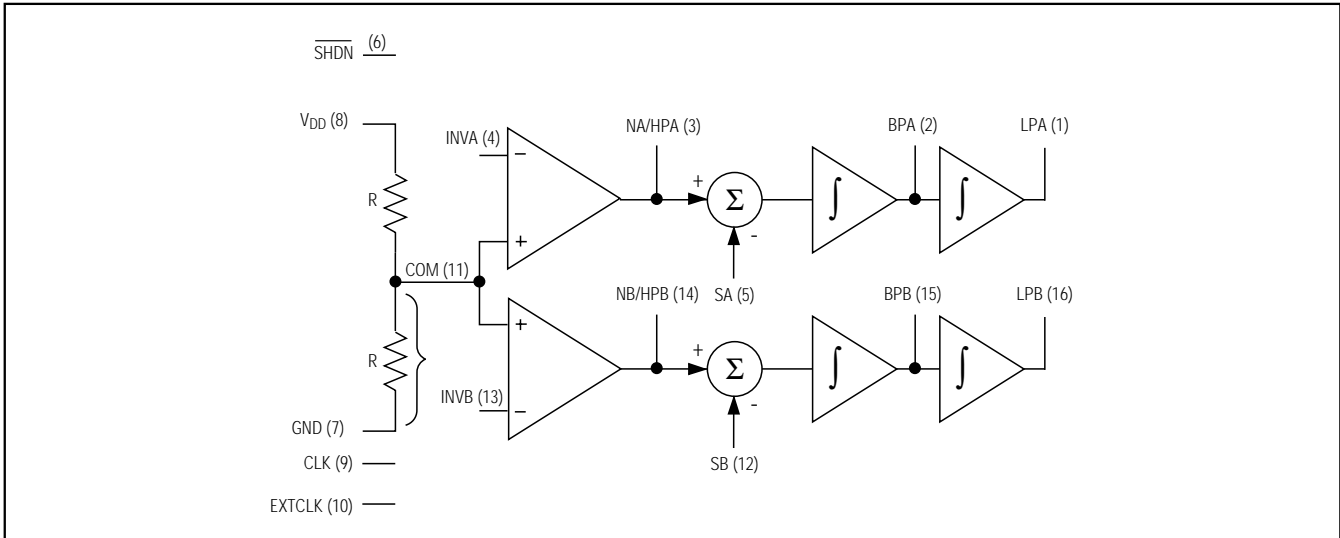 SHDN (6)
VDD (8)
R
COM (11)
R
GND (7)
CLK (9)
EXTCLK (10)
INVA (4)
−
+
NA/HPA (3)
+
Σ
-
SA (5)
∫
BPA (2)
∫
LPA (1)
+
INVB (13)
−
NB/HPB (14)
+
Σ
-
SB (12)
∫
BPB (15)
∫
LPB (16)